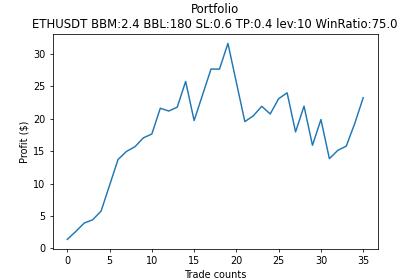 Portfolio
ETHUSDT BBM:2.4 BBL:180 SL:0.6 TP:0.4 lev:10 WinRatio:75.0
30
25
20
15
10
5
0
Profit ($)
0 5 10 15 20 25 30 35
Trade counts